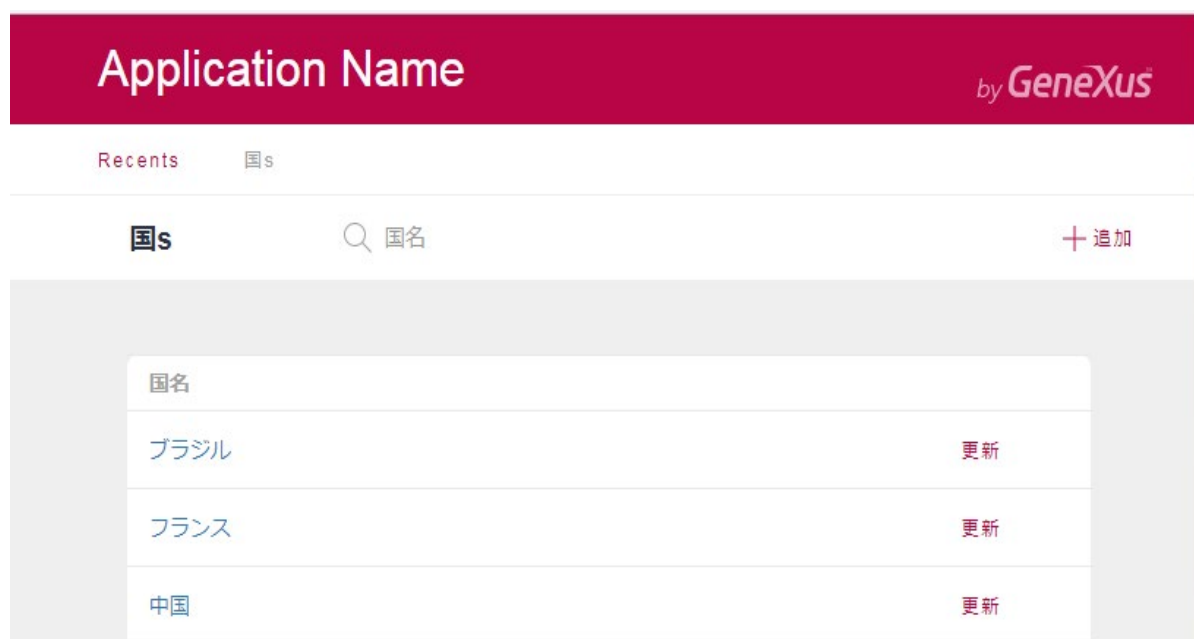 Application Name
by GeneXus™
Recents 国s
国s 国名 追加
国名
ブラジル 更新
フランス 更新
中国 更新